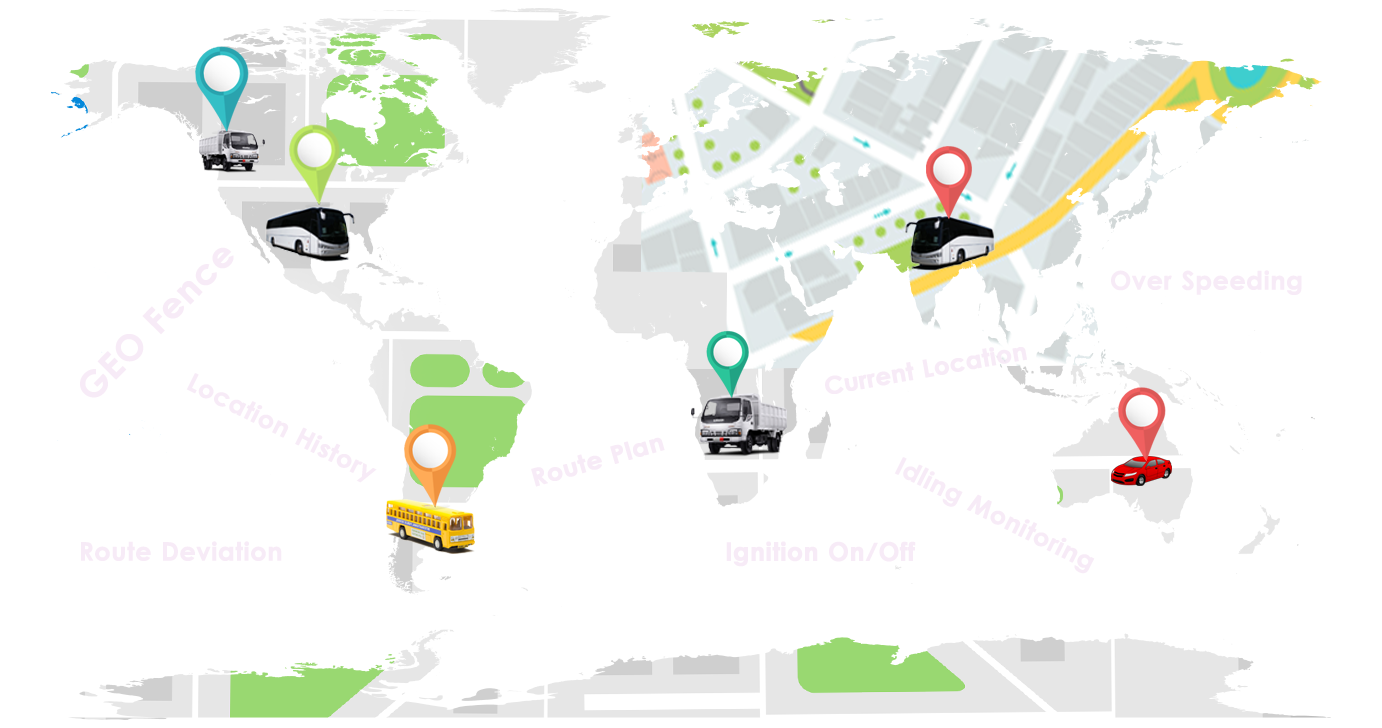 GEO Fence
Over Speeding
Location History
Current Location
Route Plan
Idling Monitoring
Route Deviation
Ignition On/Off